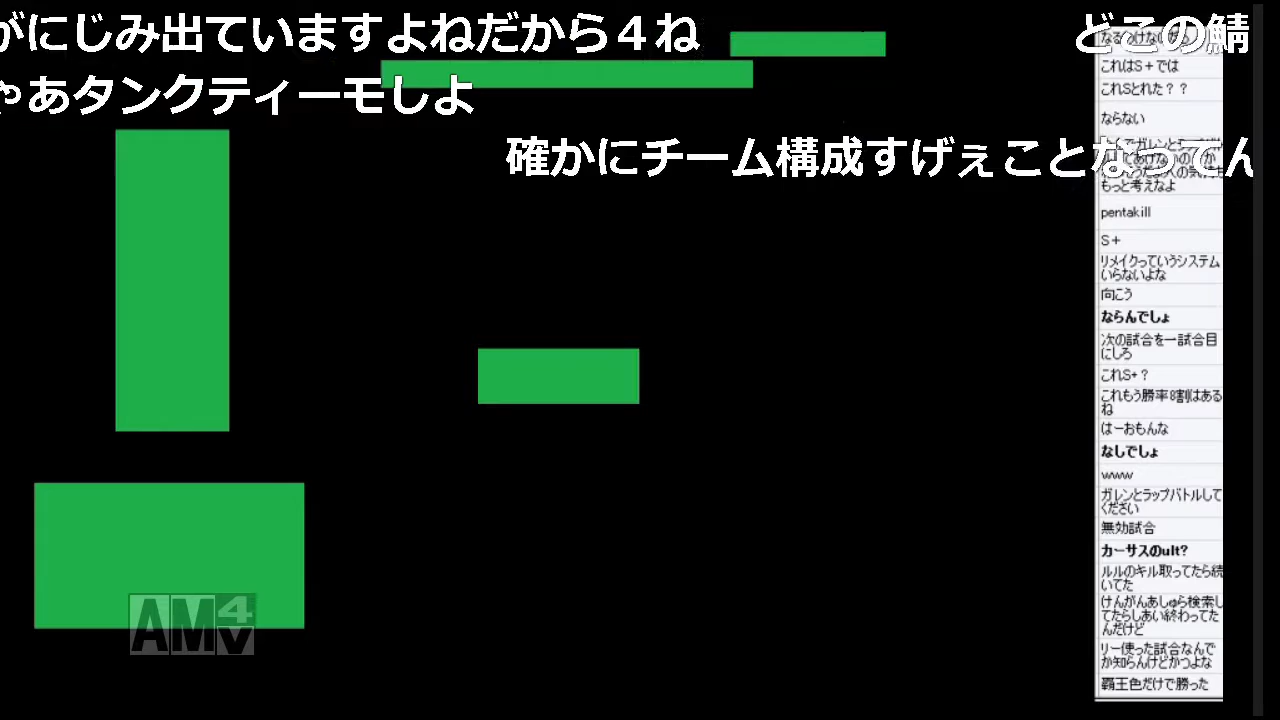 がにじみ出ていますよねだから４ね
どこの鯖
ゃあタンクティーモしよ
確かにチーム構成すげぇことなってん
これはS＋では
これSとれた？？
ならない
もっと考えなよ
pentakill
S＋
リメイクっていうシステム
いらないよな
向こう
ならんでしょ
次の試合を一試合目
にしろ
これS+？
これもう勝率8割はある
ね
はーおもんな
なしでしょ
www
ガレンとラップバトルして
ください
無効試合
カーサスのult?
ルルのキル取ってたら続
いてた
けんがんあしゅら検索し
てたらしあい終わってた
んだけど
リー使った試合なんで
か知らんけどかつよな
覇王色だけで勝った
AM4v